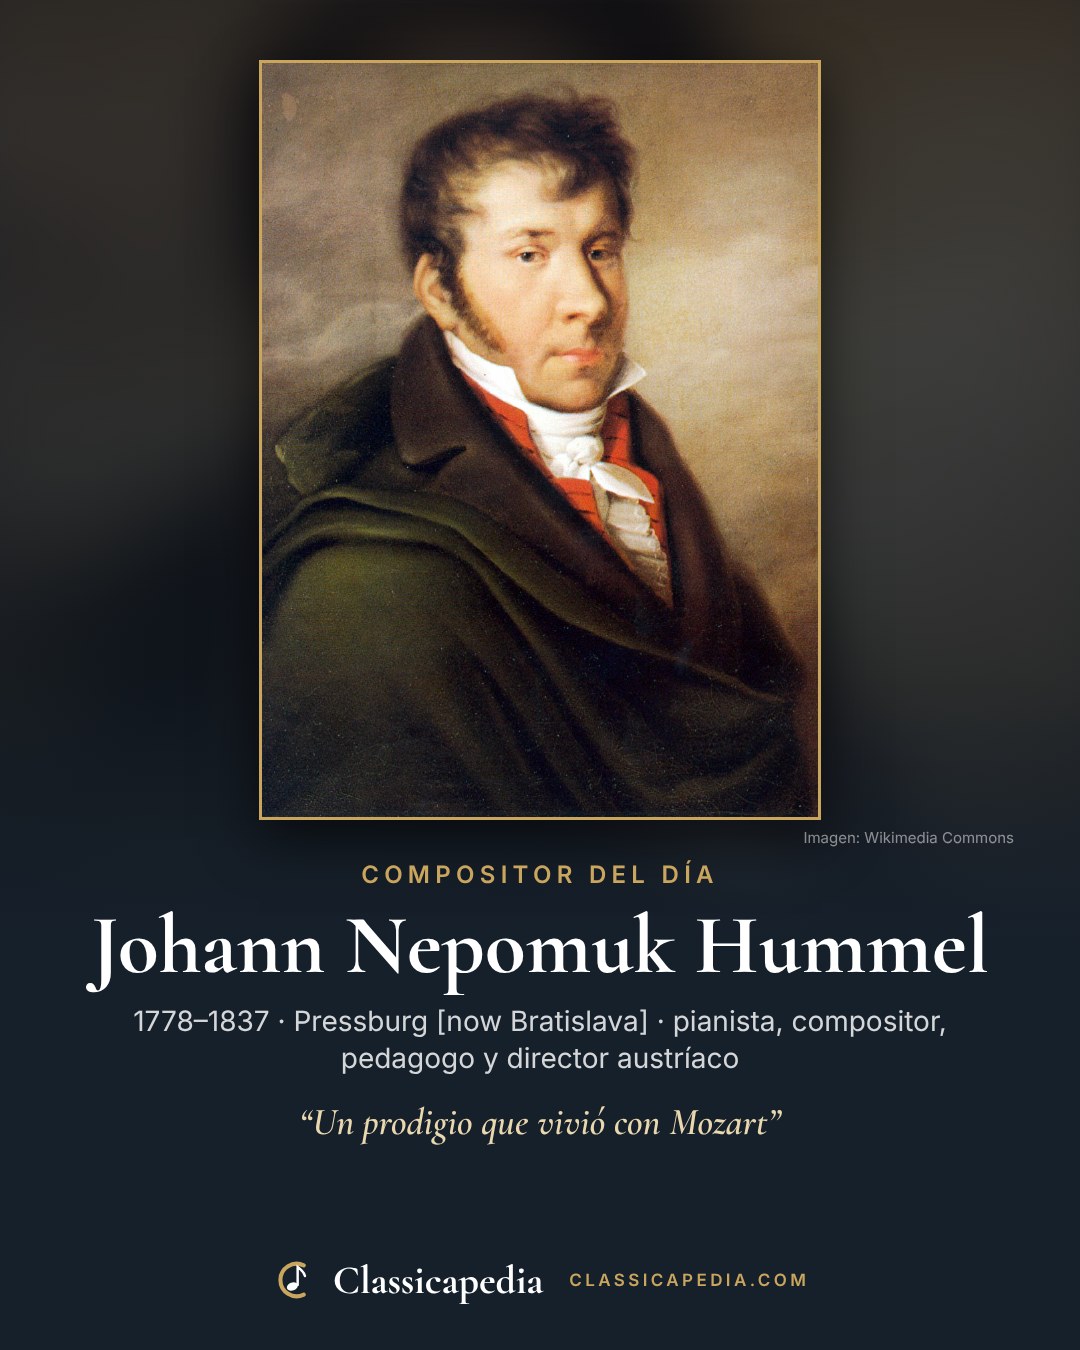 Imagen: Wikimedia Commons
COMPOSITOR DEL DÍA
Johann Nepomuk Hummel
1778–1837 · Pressburg [now Bratislava] · pianista, compositor,
pedagogo y director austríaco
“Un prodigio que vivió con Mozart”
Classicapedia CLASSICAPEDIA.COM